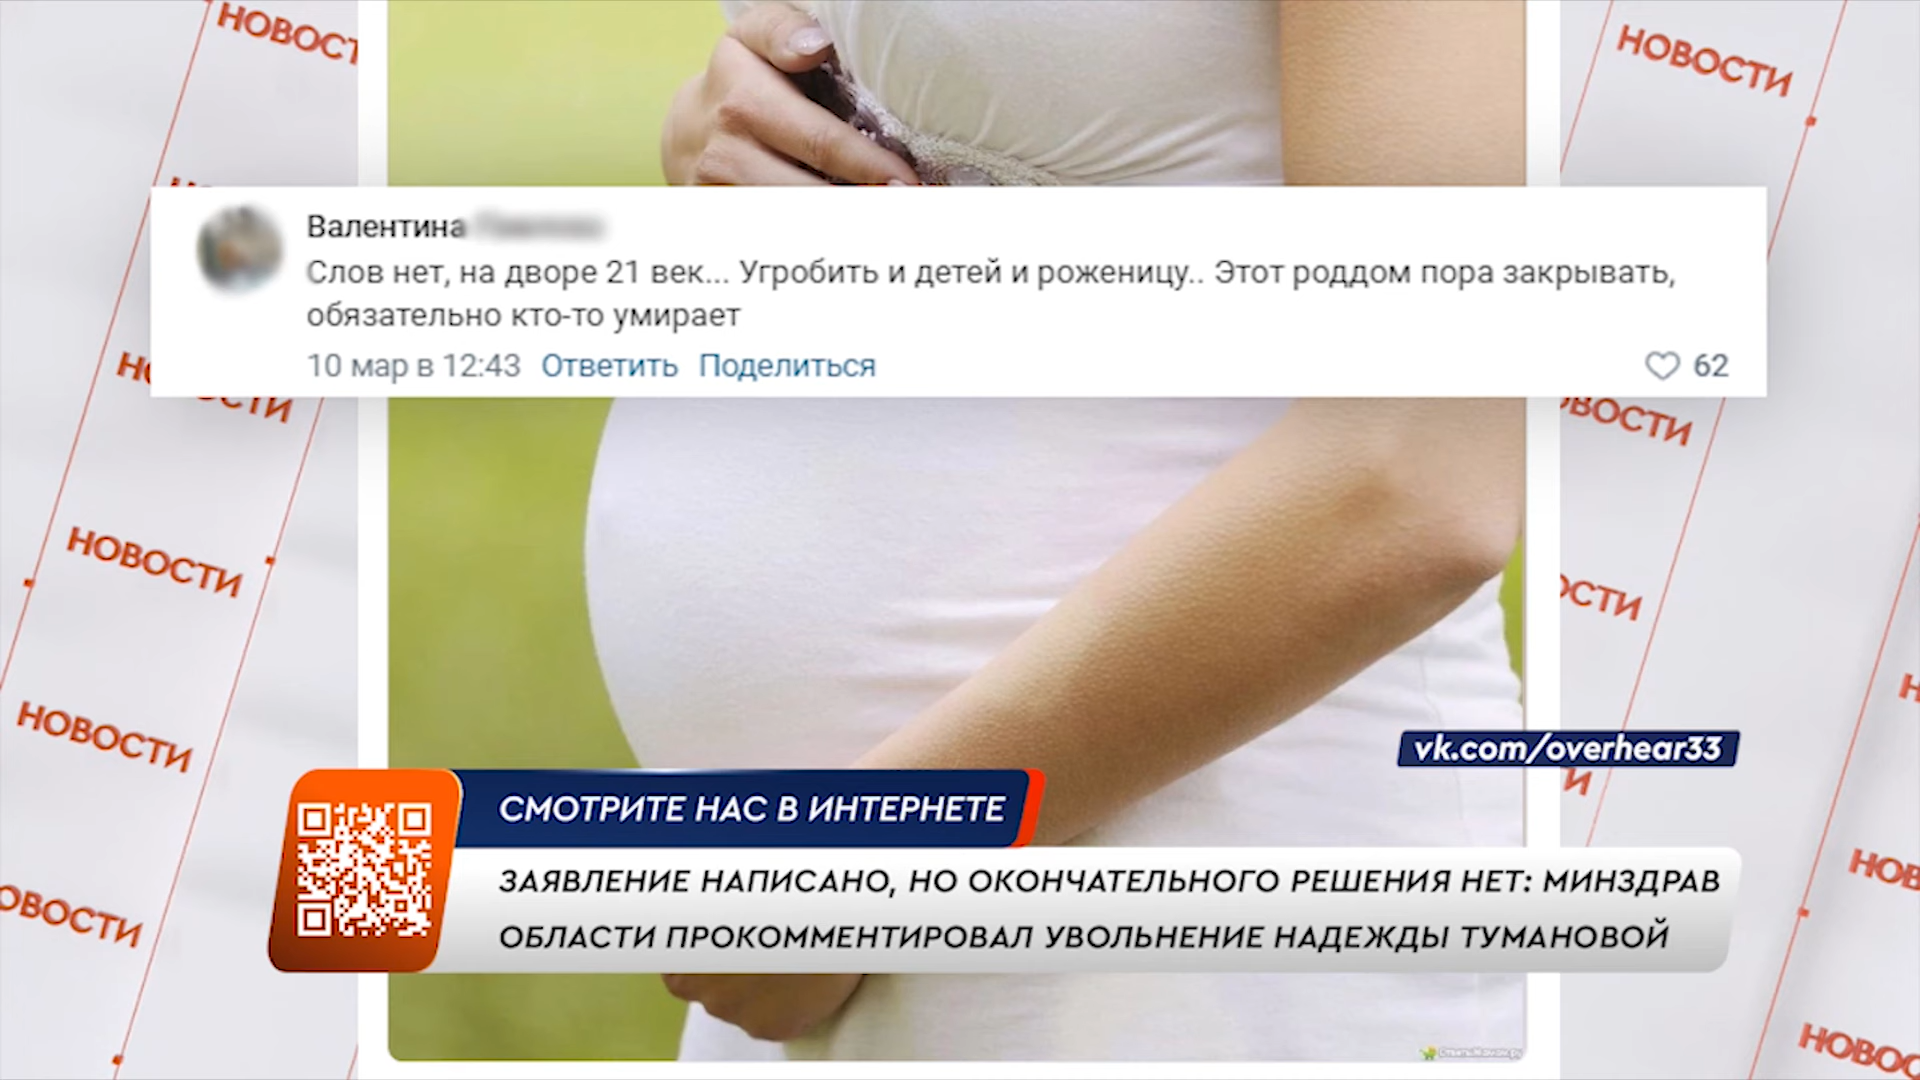 НОВОСТИ
Валентина
Слов нет, на дворе 21 век... Угробить и детей и роженицу.. Этот роддом пора закрывать,
обязательно кто-то умирает
10 мар в 12:43 Ответить Поделиться 62
НОВОСТИ
НОВОСТИ
НОВОСТИ
vk.com/overhear33
СМОТРИТЕ НАС В ИНТЕРНЕТЕ
ЗАЯВЛЕНИЕ НАПИСАНО, НО ОКОНЧАТЕЛЬНОГО РЕШЕНИЯ НЕТ: МИНЗДРАВ
ОБЛАСТИ ПРОКОММЕНТИРОВАЛ УВОЛЬНЕНИЕ НАДЕЖДЫ ТУМАНОВОЙ